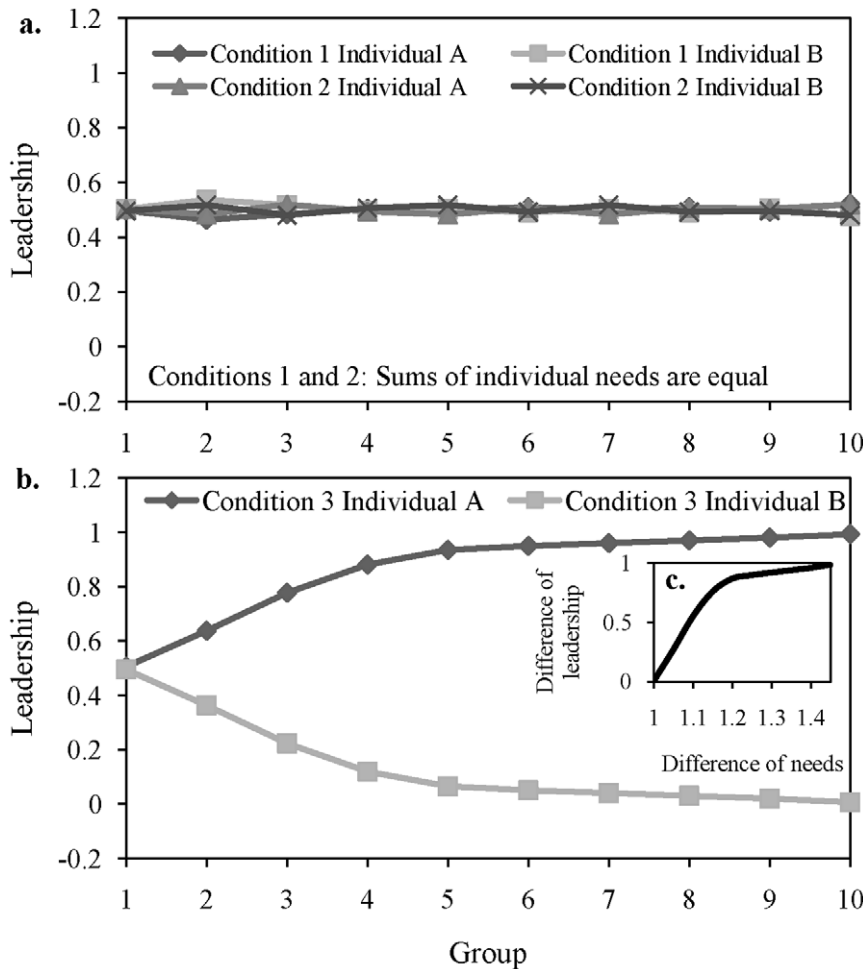 a.
1.2
1
0.8
0.6
0.4
0.2
0
-0.2
Leadership
Condition 1 Individual A
Condition 1 Individual B
Condition 2 Individual A
Condition 2 Individual B
Conditions 1 and 2: Sums of individual needs are equal
1 2 3 4 5 6 7 8 9 10
b.
1.2
1
0.8
0.6
0.4
0.2
0
-0.2
Leadership
Condition 3 Individual A
Condition 3 Individual B
c.
1
0.5
0
Difference of
leadership
1 1.1 1.2 1.3 1.4
Difference of needs
1 2 3 4 5 6 7 8 9 10
Group